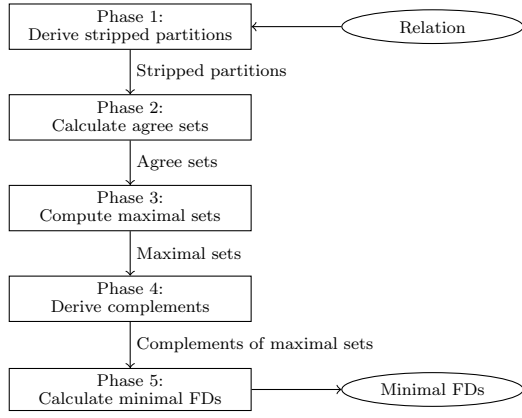 Phase 1:
Derive stripped partitions
Relation
Stripped partitions
Phase 2:
Calculate agree sets
Agree sets
Phase 3:
Compute maximal sets
Maximal sets
Phase 4:
Derive complements
Complements of maximal sets
Phase 5:
Calculate minimal FDs
Minimal FDs